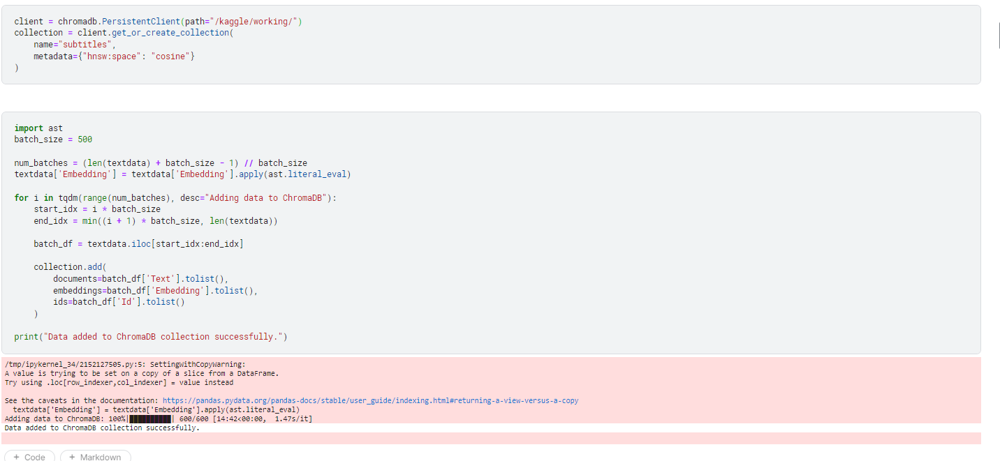 client = chromadb.PersistentClient(path="/kaggle/working/")
collection = client.get_or_create_collection(
    name="subtitles",
    metadata={"hnsw:space": "cosine"}
)
import ast
batch_size = 500
num_batches = (len(textdata) + batch_size - 1) // batch_size
textdata['Embedding'] = textdata['Embedding'].apply(ast.literal_eval)
for i in tqdm(range(num_batches), desc="Adding data to ChromaDB"):
    start_idx = i * batch_size
    end_idx = min((i + 1) * batch_size, len(textdata))
    batch_df = textdata.iloc[start_idx:end_idx]
    collection.add(
        documents=batch_df['Text'].tolist(),
        embeddings=batch_df['Embedding'].tolist(),
        ids=batch_df['Id'].tolist()
    )
print("Data added to ChromaDB collection successfully.")
/tmp/ipykernel_34/2152127505.py:5: SettingWithCopyWarning:
A value is trying to be set on a copy of a slice from a DataFrame.
Try using .loc[row_indexer,col_indexer] = value instead
See the caveats in the documentation: https://pandas.pydata.org/pandas-docs/stable/user_guide/indexing.html#returning-a-view-versus-a-copy
  textdata['Embedding'] = textdata['Embedding'].apply(ast.literal_eval)
Adding data to ChromaDB: 100%|██████████| 600/600 [14:42<00:00,  1.47s/it]
Data added to ChromaDB collection successfully.
+ Code + Markdown